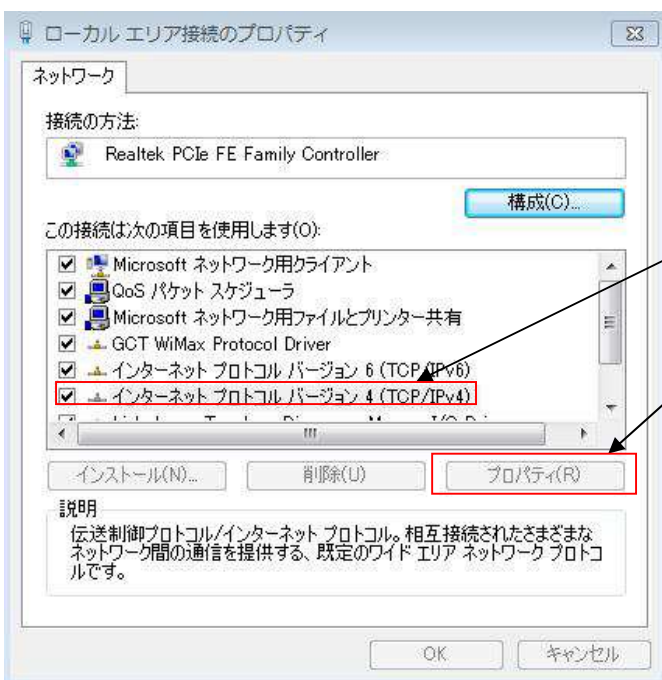 ローカル エリア接続のプロパティ
ネットワーク
接続の方法:
Realtek PCIe FE Family Controller
構成(C)...
この接続は次の項目を使用します(O):
Microsoft ネットワーク用クライアント
QoS パケット スケジューラ
Microsoft ネットワーク用ファイルとプリンター共有
GCT WiMax Protocol Driver
インターネット プロトコル バージョン 6 (TCP/IPv6)
インターネット プロトコル バージョン 4 (TCP/IPv4)
インストール(N)...
削除(U)
プロパティ(R)
説明
伝送制御プロトコル/インターネット プロトコル。相互接続されたさまざまな
ネットワーク間の通信を提供する、既定のワイド エリア ネットワーク プロトコ
ルです。
OK
キャンセル